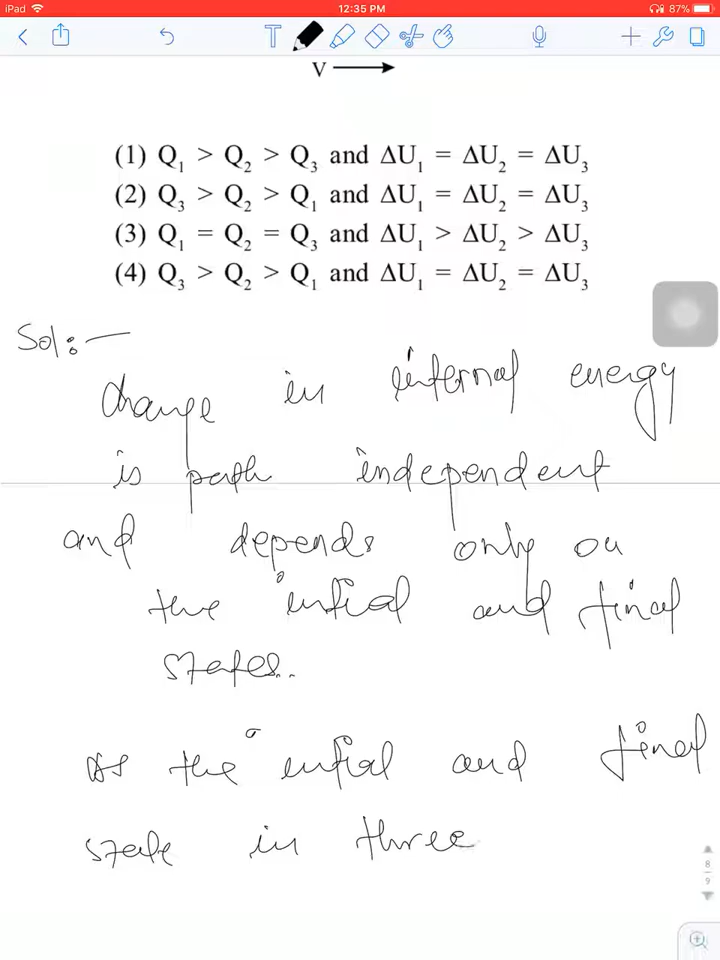 iPad 12:35 PM 87%
V
(1) Q₁ > Q₂ > Q₃ and ΔU₁ = ΔU₂ = ΔU₃
(2) Q₃ > Q₂ > Q₁ and ΔU₁ = ΔU₂ = ΔU₃
(3) Q₁ = Q₂ = Q₃ and ΔU₁ > ΔU₂ > ΔU₃
(4) Q₃ > Q₂ > Q₁ and ΔU₁ = ΔU₂ = ΔU₃
Sol:—
change in internal energy
is path independent
and depends only on
the initial and final
states..
As the initial and final
state in three
8
9